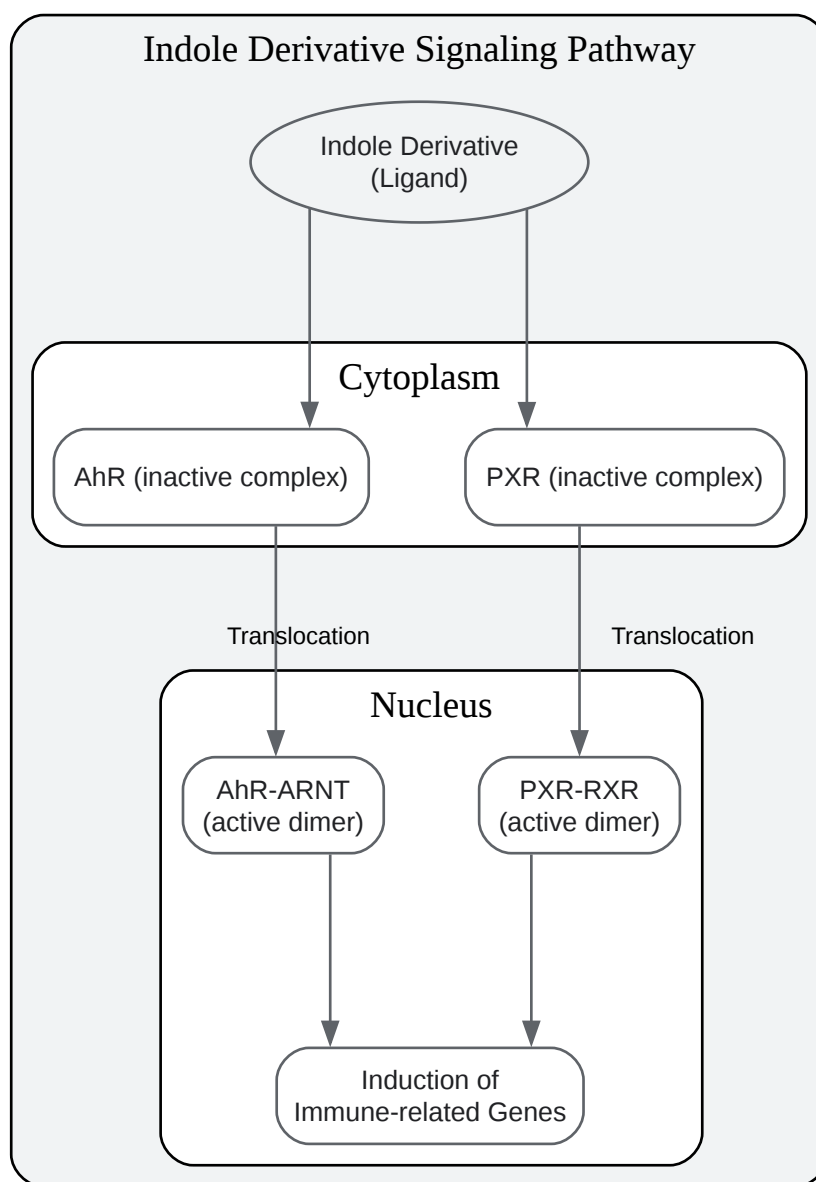 Indole Derivative Signaling Pathway
Indole Derivative
(Ligand)
Cytoplasm
AhR (inactive complex)
PXR (inactive complex)
Translocation
Translocation
Nucleus
AhR-ARNT
(active dimer)
PXR-RXR
(active dimer)
Induction of
Immune-related Genes